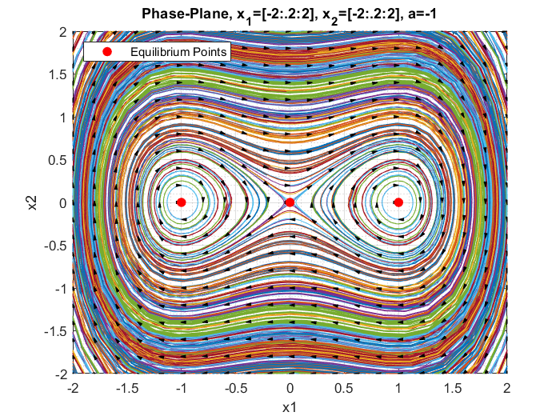 Phase-Plane, x1=[-2:.2:2], x2=[-2:.2:2], a=-1
Equilibrium Points
2
1.5
1
0.5
0
-0.5
-1
-1.5
-2
x2
-2 -1.5 -1 -0.5 0 0.5 1 1.5 2
x1